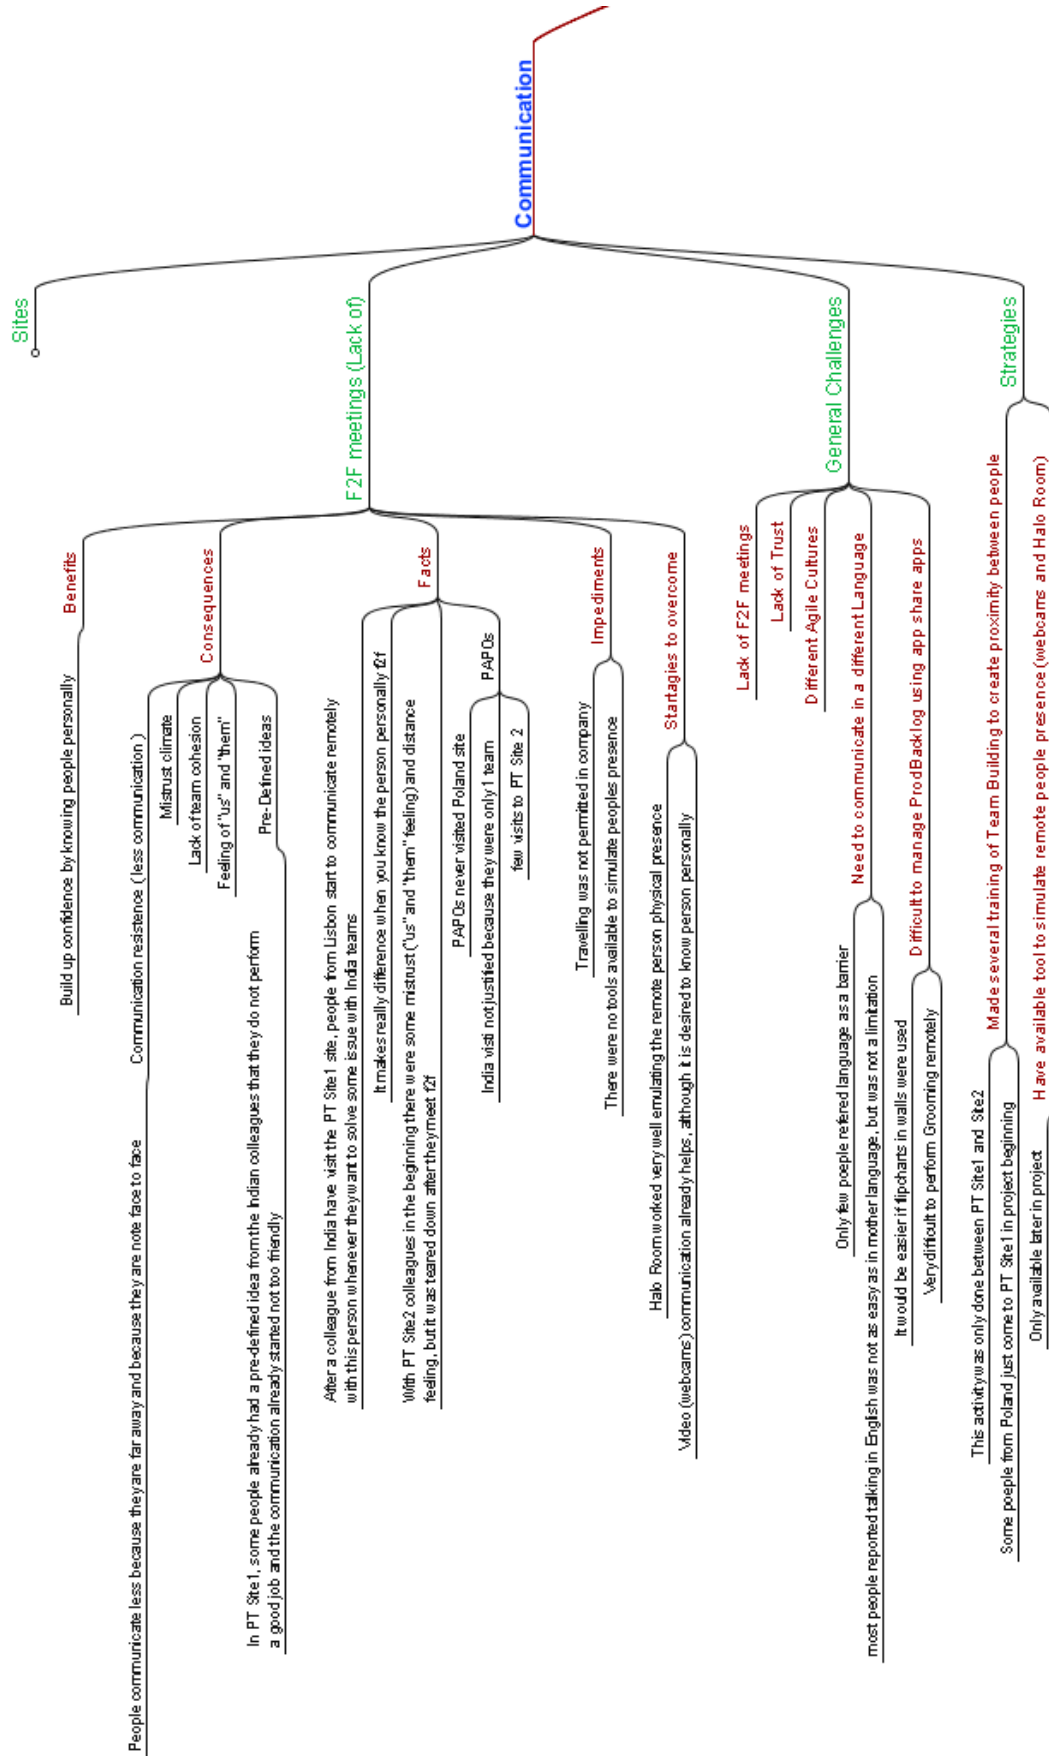 Communication
Sites
F2F meetings (Lack of)
Benefits
Build up confidence by knowing people personally
Consequences
Communication resistence ( less communication )
People communicate less because they are far away and because they are note face to face
Mistrust climate
Lack of team cohesion
Feeling of "us" and "them"
Pre-Defined ideas
In PT Site1, some people already had a pre-defined idea from the Indian colleagues that they do not perform
a good job and the communication already started not too friendly
Facts
After a colleague from India have visit the PT Site1 site, people from Lisbon start to communicate remotely
with this person whenever they want to solve some issue with India teams
It makes really difference when you know the person personally f2f
With PT Site2 colleagues in the beginning there were some mistrust ("us" and "them" feeling) and distance
feeling, but it was teared down after they meet f2f
PAPOs
PAPOs never visited Poland site
India visti not justified because they were only 1 team
few visits to PT Site 2
Impediments
Travelling was not permitted in company
There were no tools available to simulate peoples presence
Startagies to overcome
Halo Room worked very well emulating the remote person physical presence
Video (webcams) communication already helps, although it is desired to know person personally
General Challenges
Lack of F2F meetings
Lack of Trust
Different Agile Cultures
Need to communicate in a different Language
Only few poeple refered language as a barrier
most people reported talking in English was not as easy as in mother language, but was not a limitation
Difficult to manage ProdBacklog using app share apps
It would be easier if flipcharts in walls were used
Very difficult to perform Grooming remotely
Strategies
Made several training of Team Building to create proximity between people
This activity was only done between PT Site1 and Site2
Some poeple from Poland just come to PT Site1 in project beginning
Have available tool to simulate remote people presence (webcams and Halo Room)
Only available later in project